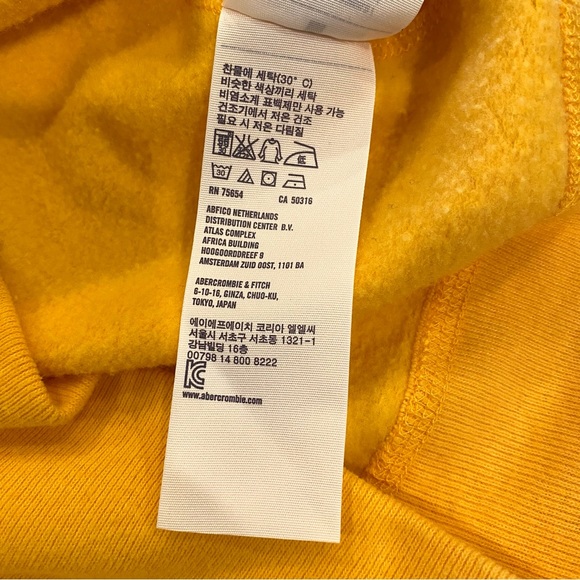 찬물에 세탁(30° C)
비슷한 색상끼리 세탁
비염소계 표백제만 사용 가능
건조기에서 저온 건조
필요 시 저온 다림질
低
30
RN 75654 CA 50316
ABFICO NETHERLANDS
DISTRIBUTION CENTER B.V.
ATLAS COMPLEX
AFRICA BUILDING
HOOGOORDDREEF 9
AMSTERDAM ZUID OOST, 1101 BA
ABERCROMBIE & FITCH
6-10-16, GINZA, CHUO-KU,
TOKYO, JAPAN
에이에프에이치 코리아 엘엘씨
서울시 서초구 서초동 1321-1
강남빌딩 16층
00798 14 800 8222
www.abercrombie.com